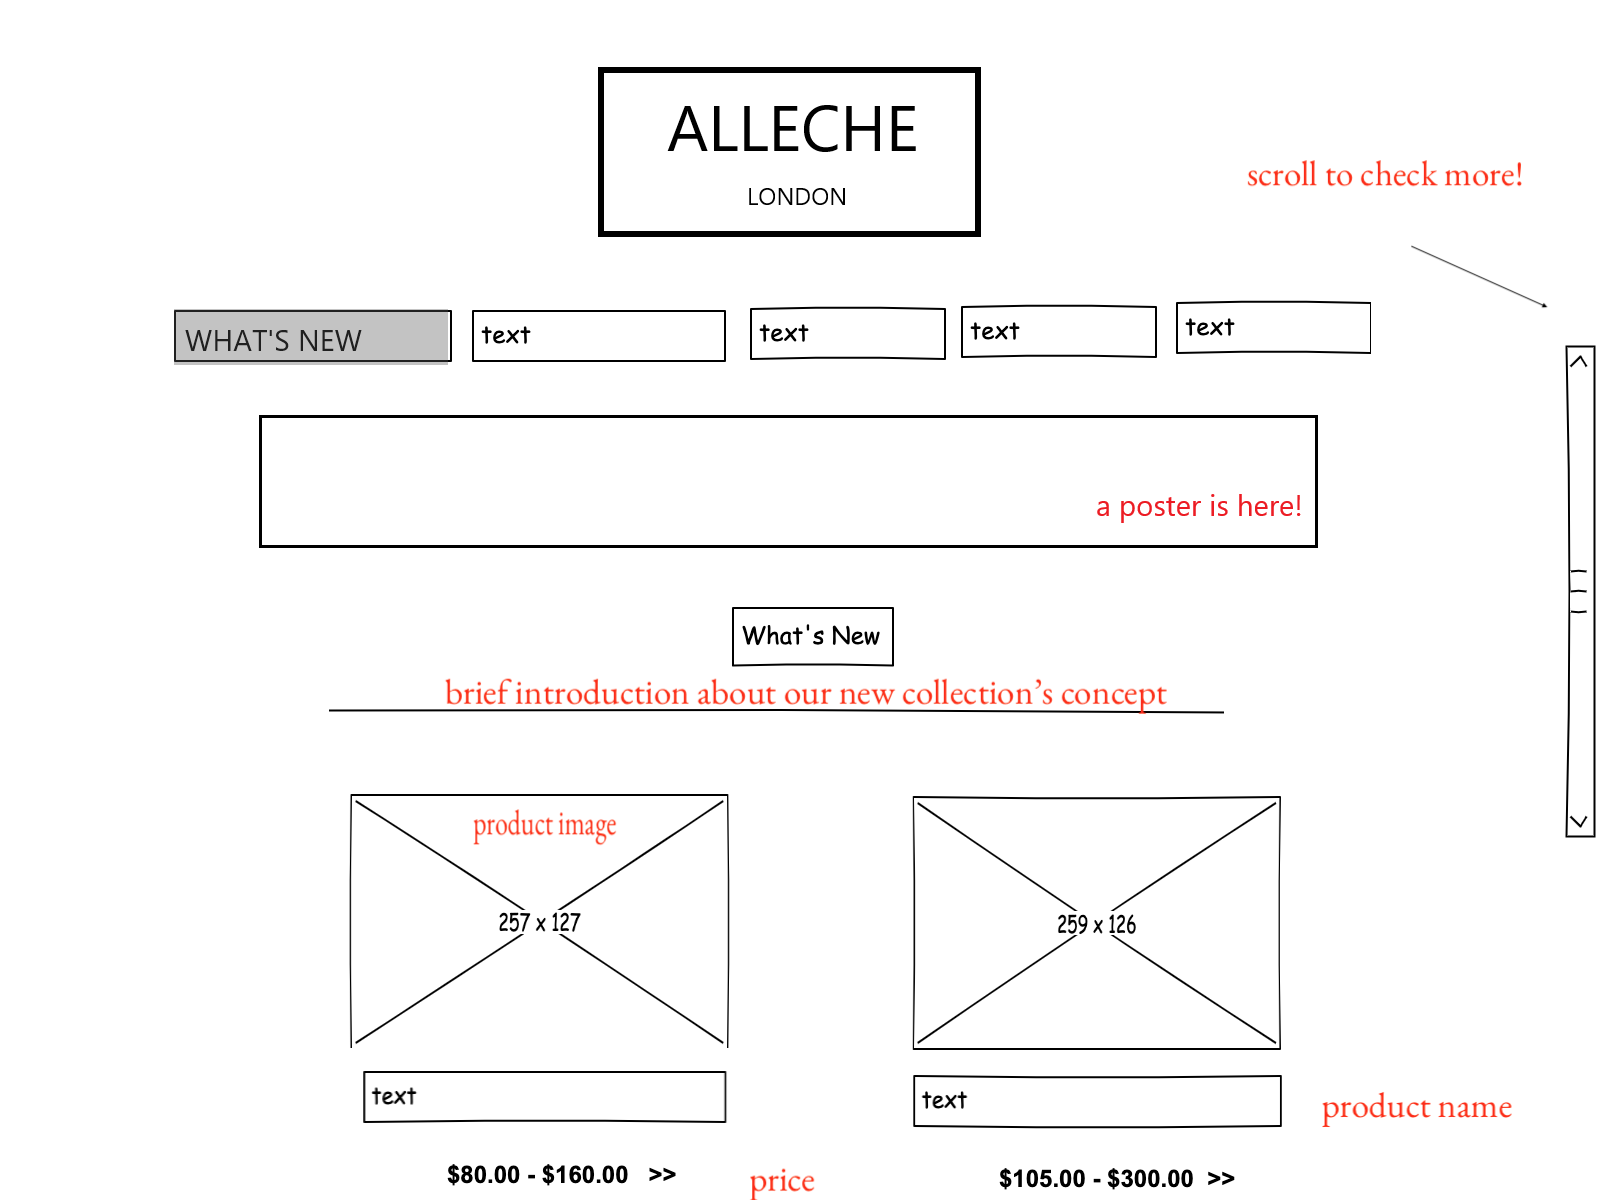 ALLECHE
LONDON
scroll to check more!
WHAT'S NEW
text
text
text
text
a poster is here!
What's New
brief introduction about our new collection’s concept
product image
257 x 127
259 x 126
text
text
product name
$80.00 - $160.00 >>
price
$105.00 - $300.00 >>